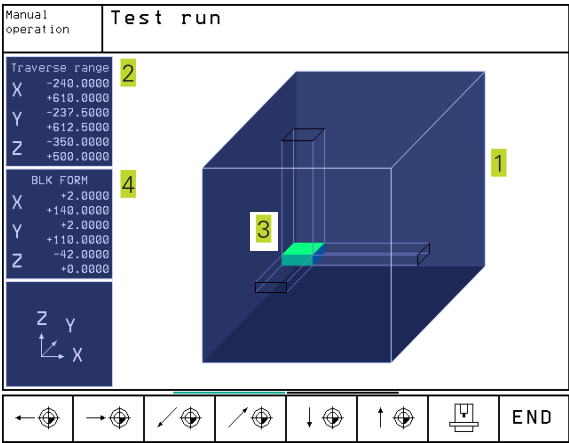 Manual
operation
Test run
Traverse range
2
X -240.0000
+610.0000
Y -237.5000
+612.5000
Z -350.0000
+500.0000
1
BLK FORM
4
X +2.0000
+140.0000
Y +2.0000
+110.0000
Z -42.0000
+0.0000
3
Z Y
X
END